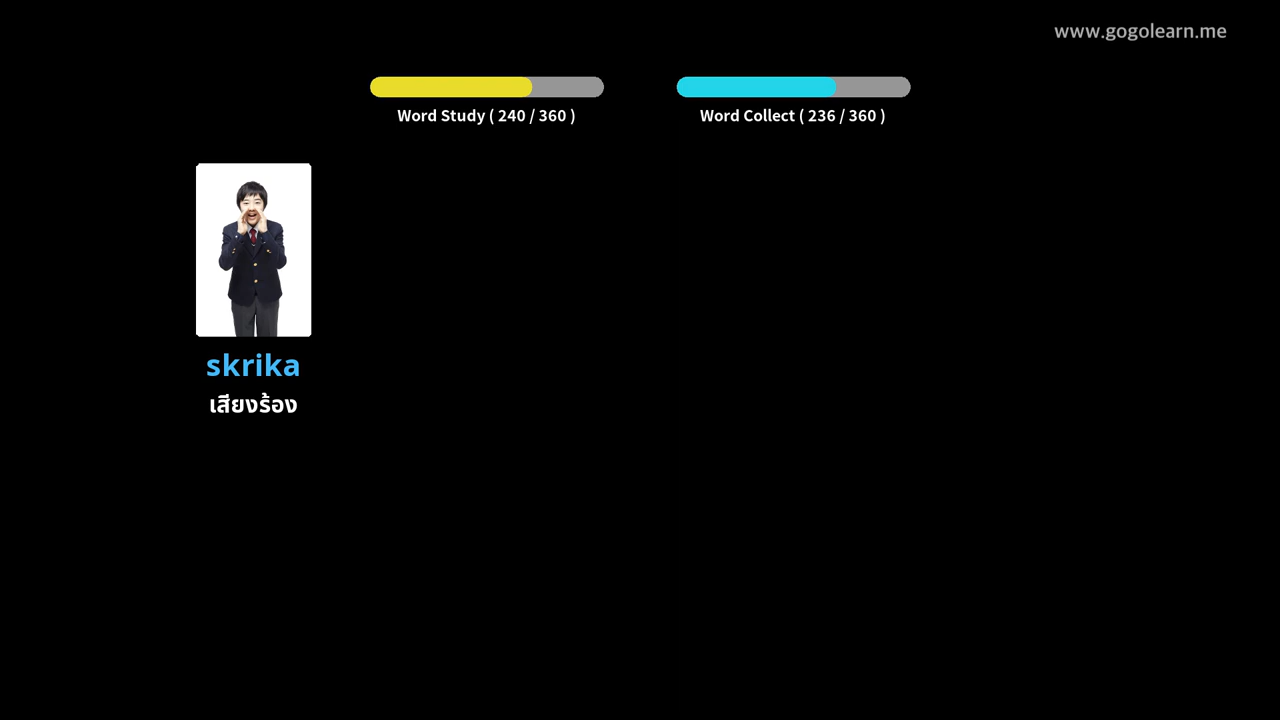 www.gogolearn.me
Word Study ( 240 / 360 )
Word Collect ( 236 / 360 )
skrika
เสียงร้อง